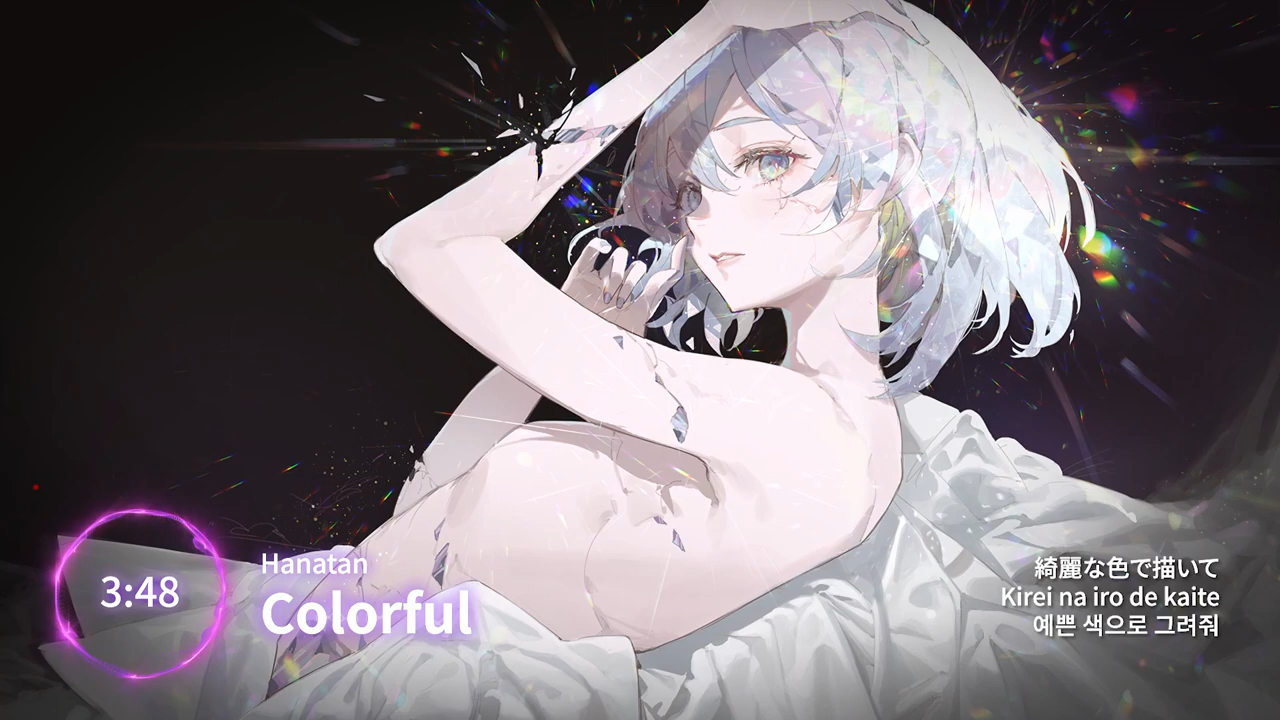 3:48
Hanatan
Colorful
綺麗な色で描いて
Kirei na iro de kaite
예쁜 색으로 그려줘